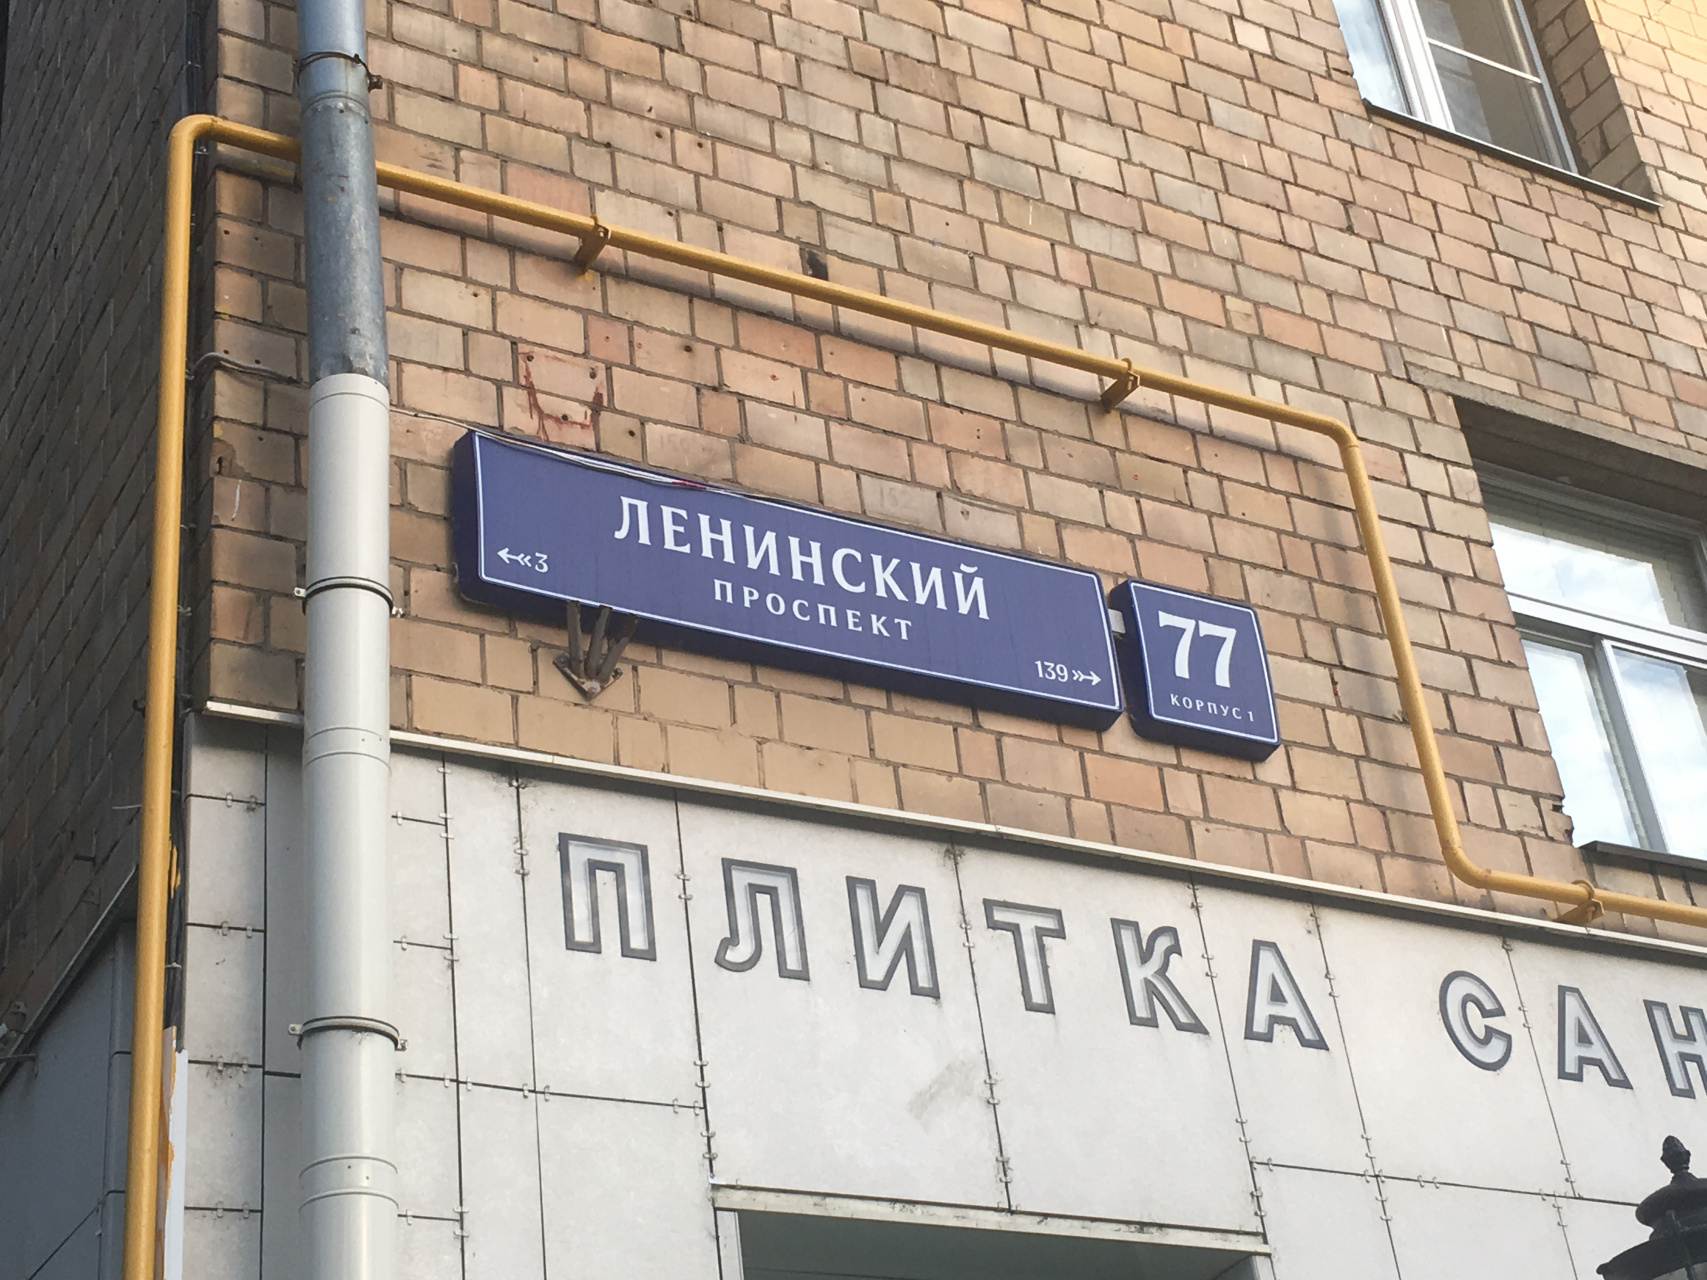 ЛЕНИНСКИЙ
ПРОСПЕКТ
←«3
139»→
77
КОРПУС 1
ПЛИТКА САН